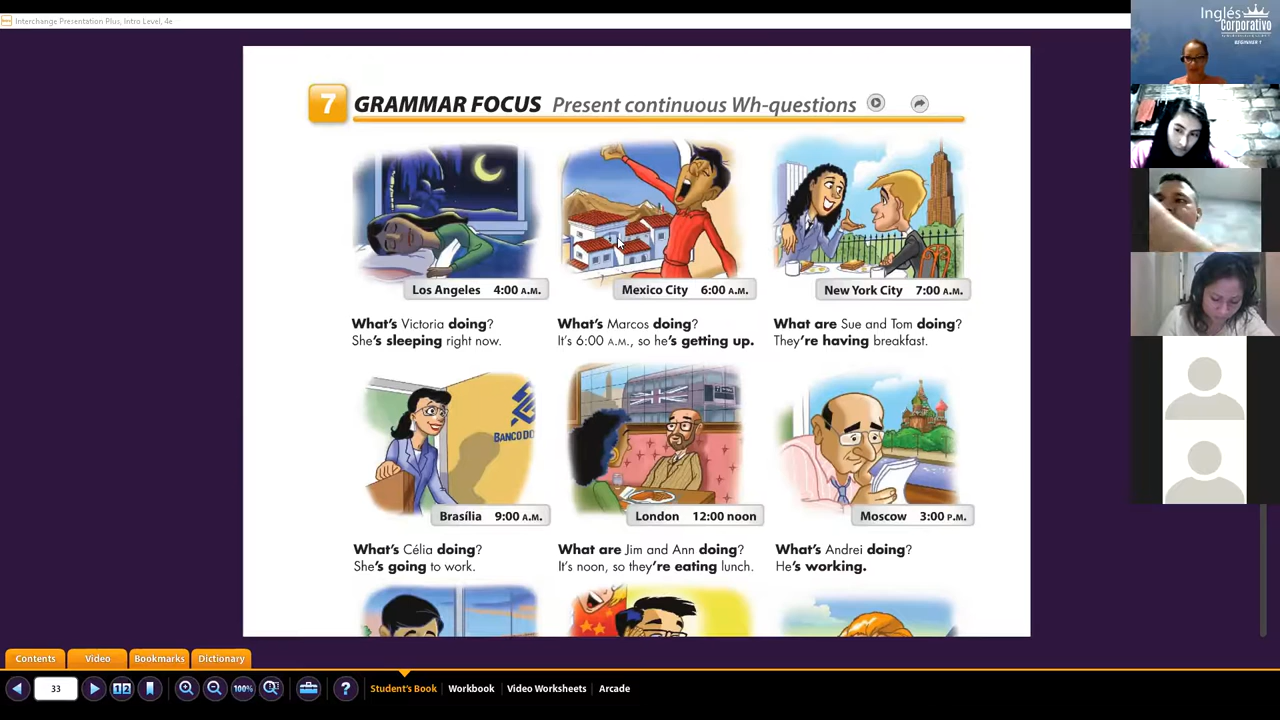 Interchange Presentation Plus, Intro Level, 4e
Inglés
Corporativo
BEGINNER 1
7 GRAMMAR FOCUS Present continuous Wh-questions
Los Angeles 4:00 A.M.
Mexico City 6:00 A.M.
New York City 7:00 A.M.
What's Victoria doing?
She's sleeping right now.
What's Marcos doing?
It's 6:00 A.M., so he's getting up.
What are Sue and Tom doing?
They're having breakfast.
BANCO DO
Brasília 9:00 A.M.
London 12:00 noon
Moscow 3:00 P.M.
What's Célia doing?
She's going to work.
What are Jim and Ann doing?
It's noon, so they're eating lunch.
What's Andrei doing?
He's working.
Contents Video Bookmarks Dictionary
33 1 2 100% ? Student's Book Workbook Video Worksheets Arcade